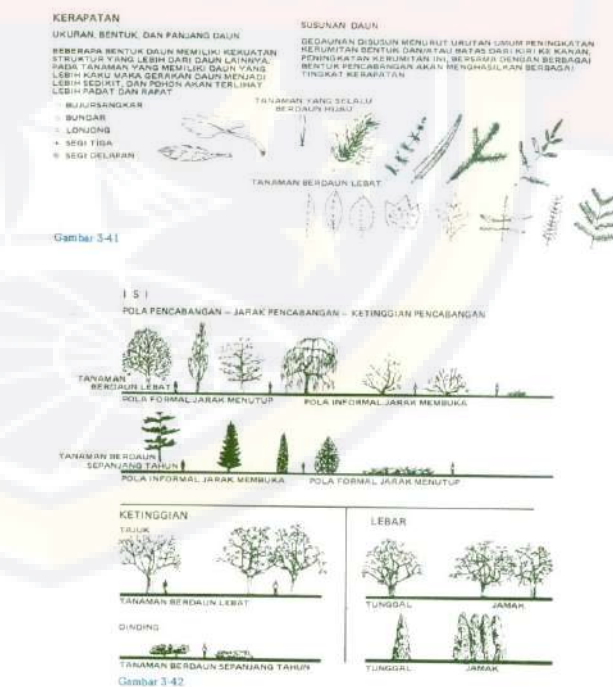 KERAPATAN
UKURAN, BENTUK, DAN PANJANG DAUN
BEBERAPA BENTUK DAUN MEMILIKI KEKUATAN
STRUKTUR YANG LEBIH DARI DAUN LAINNYA.
PADA TANAMAN YANG MEMILIKI DAUN YANG
LEBIH KAKU MAKA GERAKAN DAUN MENJADI
LEBIH SEDIKIT, DAN POHON AKAN TERLIHAT
LEBIH PADAT DAN RAPAT
BUJURSANGKAR
BUNDAR
LONJONG
SEGI TIGA
SEGI DELAPAN
SUSUNAN DAUN
DEDAUNAN DISUSUN MENURUT URUTAN UMUM PENINGKATAN
KERUMITAN BENTUK DAN/ATAU BATAS DARI KIRI KE KANAN,
PENINGKATAN KERUMITAN INI, BERSAMA DENGAN BERBAGAI
BENTUK PENCABANGAN AKAN MENGHASILKAN BERBAGAI
TINGKAT KERAPATAN
TANAMAN YANG SELALU
BERDAUN HIJAU
TANAMAN BERDAUN LEBAT
Gambar 3-41
ISI
POLA PENCABANGAN – JARAK PENCABANGAN – KETINGGIAN PENCABANGAN
TANAMAN
BERDAUN LEBAT
POLA FORMAL JARAK MENUTUP
POLA INFORMAL JARAK MEMBUKA
TANAMAN BERDAUN
SEPANJANG TAHUN
POLA INFORMAL JARAK MEMBUKA
POLA FORMAL JARAK MENUTUP
KETINGGIAN
TAJUK
TANAMAN BERDAUN LEBAT
DINDING
TANAMAN BERDAUN SEPANJANG TAHUN
LEBAR
TUNGGAL
JAMAK
TUNGGAL
JAMAK
Gambar 3-42